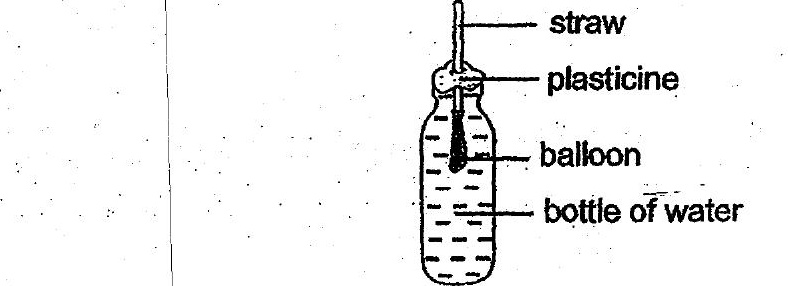 straw
plasticine
balloon
bottle of water